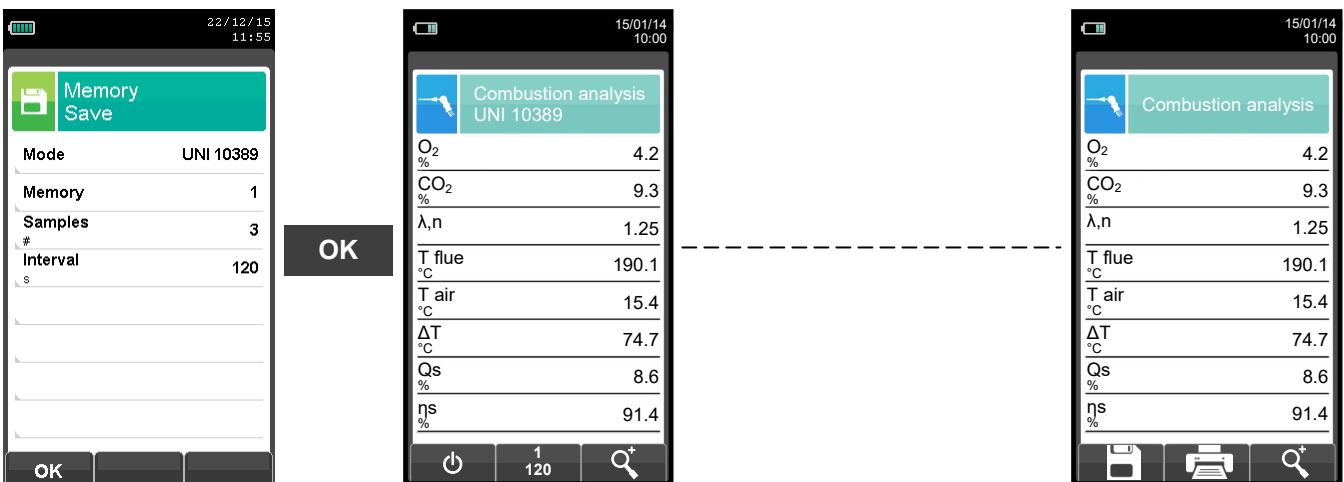 22/12/15
11:55
Memory
Save
Mode UNI 10389
Memory 1
Samples 3
#
Interval 120
s
OK
OK
15/01/14
10:00
Combustion analysis
UNI 10389
O₂ 4.2
%
CO₂ 9.3
%
λ,n 1.25
T flue 190.1
°C
T air 15.4
°C
ΔT 74.7
°C
Qs 8.6
%
ηs 91.4
%
1
120
15/01/14
10:00
Combustion analysis
O₂ 4.2
%
CO₂ 9.3
%
λ,n 1.25
T flue 190.1
°C
T air 15.4
°C
ΔT 74.7
°C
Qs 8.6
%
ηs 91.4
%